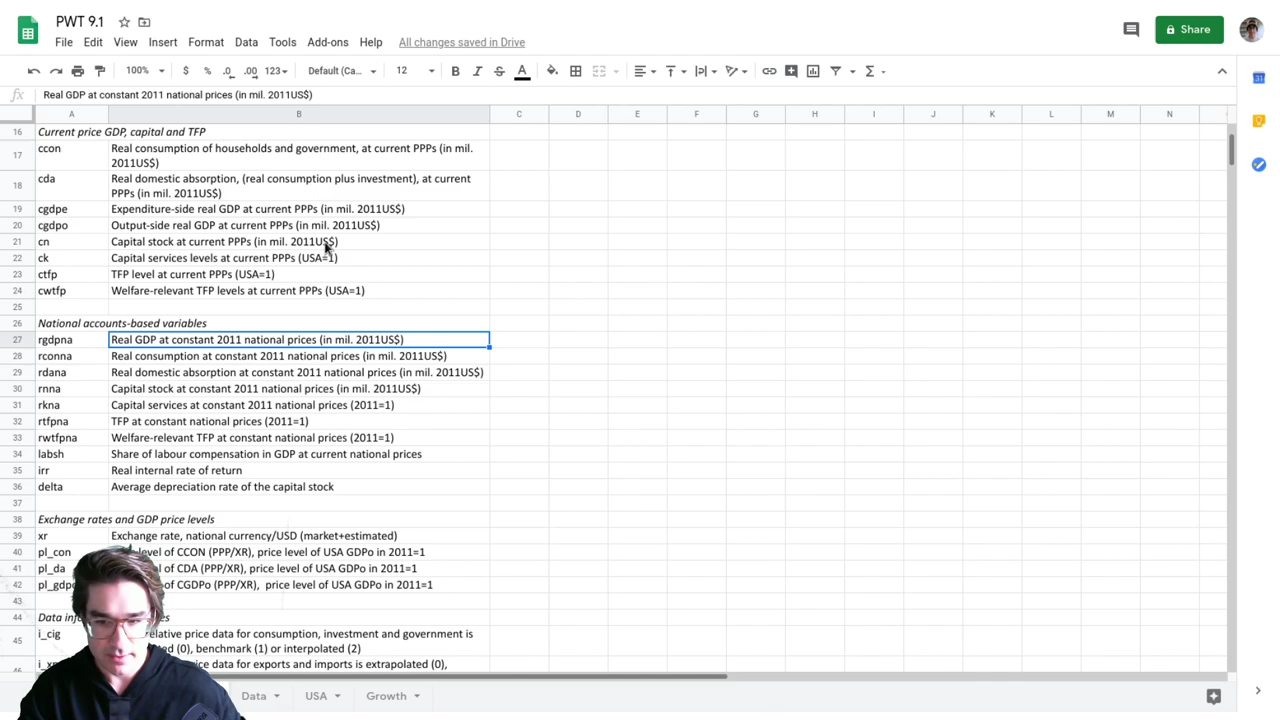 PWT 9.1
File Edit View Insert Format Data Tools Add-ons Help All changes saved in Drive
Share
100% $ % .0 .00 123 Default (Ca... 12 B I S A Σ
fx Real GDP at constant 2011 national prices (in mil. 2011US$)
A B C D E F G H I J K L M N
16 Current price GDP, capital and TFP
17 ccon Real consumption of households and government, at current PPPs (in mil.
2011US$)
18 cda Real domestic absorption, (real consumption plus investment), at current
PPPs (in mil. 2011US$)
19 cgdpe Expenditure-side real GDP at current PPPs (in mil. 2011US$)
20 cgdpo Output-side real GDP at current PPPs (in mil. 2011US$)
21 cn Capital stock at current PPPs (in mil. 2011US$)
22 ck Capital services levels at current PPPs (USA=1)
23 ctfp TFP level at current PPPs (USA=1)
24 cwtfp Welfare-relevant TFP levels at current PPPs (USA=1)
25
26 National accounts-based variables
27 rgdpna Real GDP at constant 2011 national prices (in mil. 2011US$)
28 rconna Real consumption at constant 2011 national prices (in mil. 2011US$)
29 rdana Real domestic absorption at constant 2011 national prices (in mil. 2011US$)
30 rnna Capital stock at constant 2011 national prices (in mil. 2011US$)
31 rkna Capital services at constant 2011 national prices (2011=1)
32 rtfpna TFP at constant national prices (2011=1)
33 rwtfpna Welfare-relevant TFP at constant national prices (2011=1)
34 labsh Share of labour compensation in GDP at current national prices
35 irr Real internal rate of return
36 delta Average depreciation rate of the capital stock
37
38 Exchange rates and GDP price levels
39 xr Exchange rate, national currency/USD (market+estimated)
40 pl_con level of CCON (PPP/XR), price level of USA GDPo in 2011=1
41 pl_da of CDA (PPP/XR), price level of USA GDPo in 2011=1
42 of CGDPo (PPP/XR), price level of USA GDPo in 2011=1
43
44 Data
45 i_cig relative price data for consumption, investment and government is
(0), benchmark (1) or interpolated (2)
data for exports and imports is extrapolated (0),
Data USA Growth
31